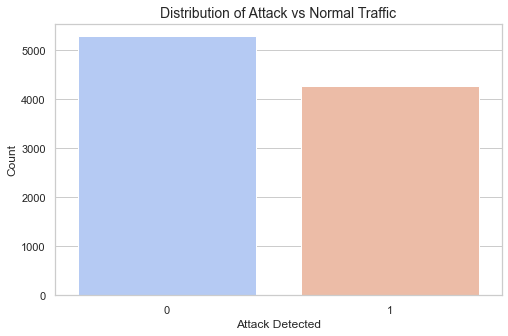 Distribution of Attack vs Normal Traffic
5000
4000
3000
2000
1000
0
Count
0 1
Attack Detected